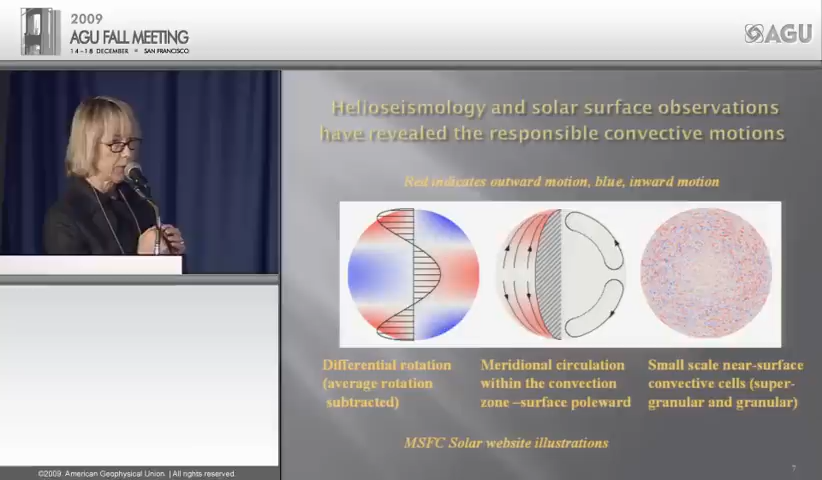 2009
AGU FALL MEETING
14–18 DECEMBER • SAN FRANCISCO
AGU
Helioseismology and solar surface observations
have revealed the responsible convective motions
Red indicates outward motion, blue, inward motion
Differential rotation
(average rotation
subtracted)
Meridional circulation
within the convection
zone –surface poleward
Small scale near-surface
convective cells (super-
granular and granular)
MSFC Solar website illustrations
©2009. American Geophysical Union. | All rights reserved.
7